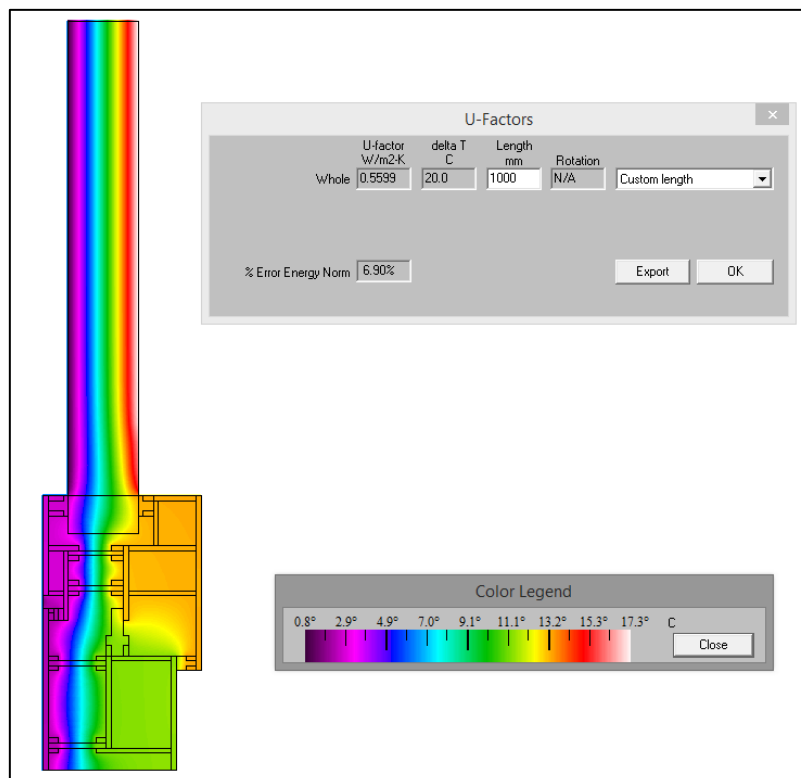 U-Factors
U-factor delta T Length
W/m2-K C mm Rotation
Whole 0.5599 20.0 1000 N/A Custom length
% Error Energy Norm 6.90% Export OK
Color Legend
0.8° 2.9° 4.9° 7.0° 9.1° 11.1° 13.2° 15.3° 17.3° C
Close